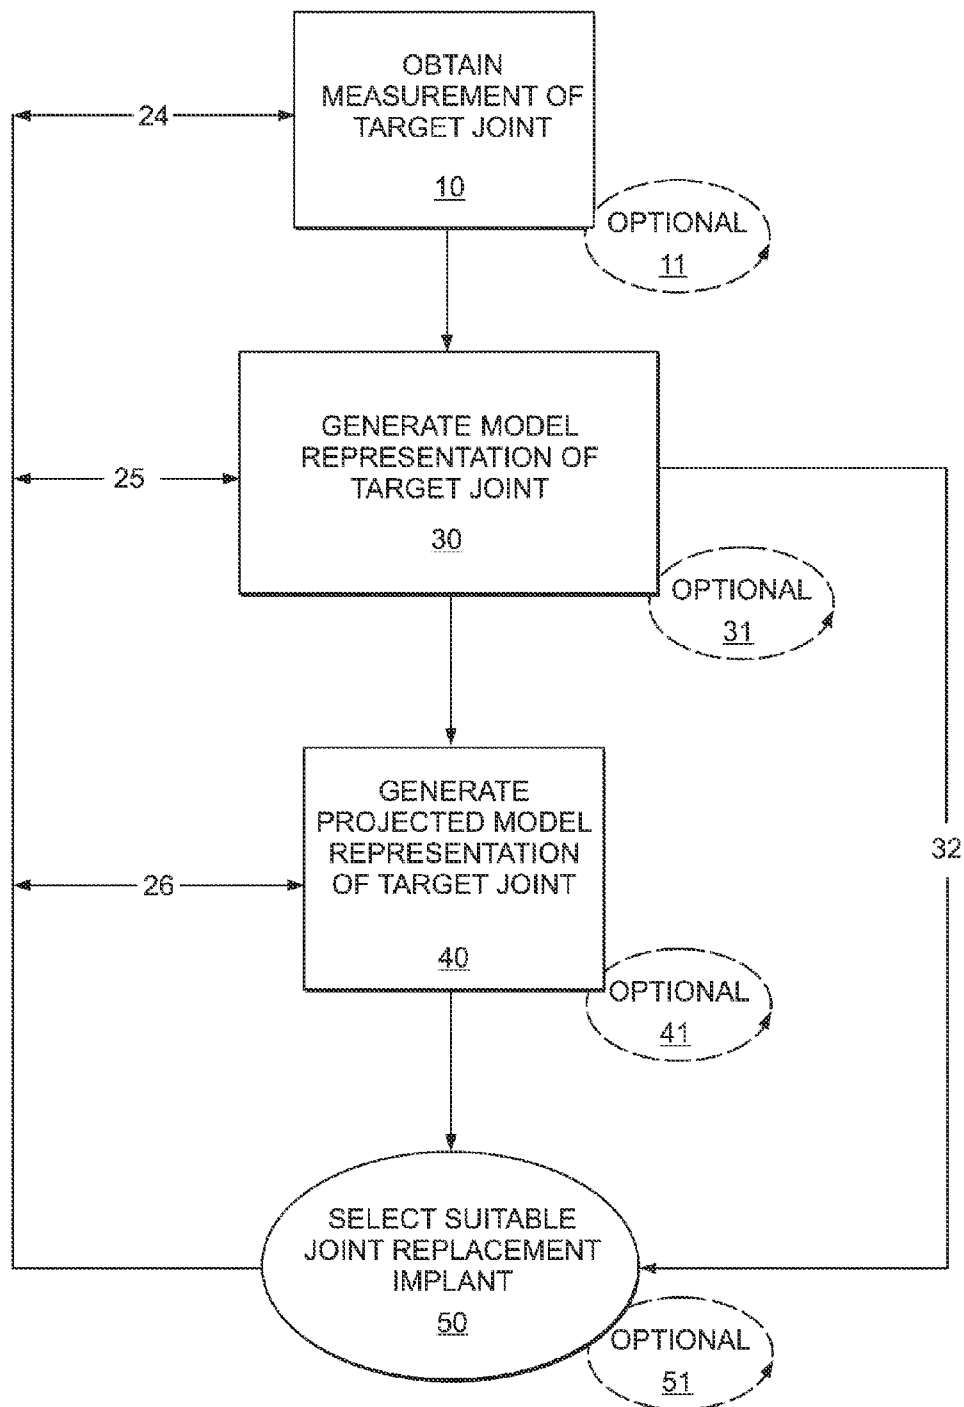 OBTAIN
MEASUREMENT OF
TARGET JOINT
10
24
OPTIONAL
11
GENERATE MODEL
REPRESENTATION OF
TARGET JOINT
30
25
OPTIONAL
31
GENERATE
PROJECTED MODEL
REPRESENTATION
OF TARGET JOINT
40
32
26
OPTIONAL
41
SELECT SUITABLE
JOINT REPLACEMENT
IMPLANT
50
OPTIONAL
51